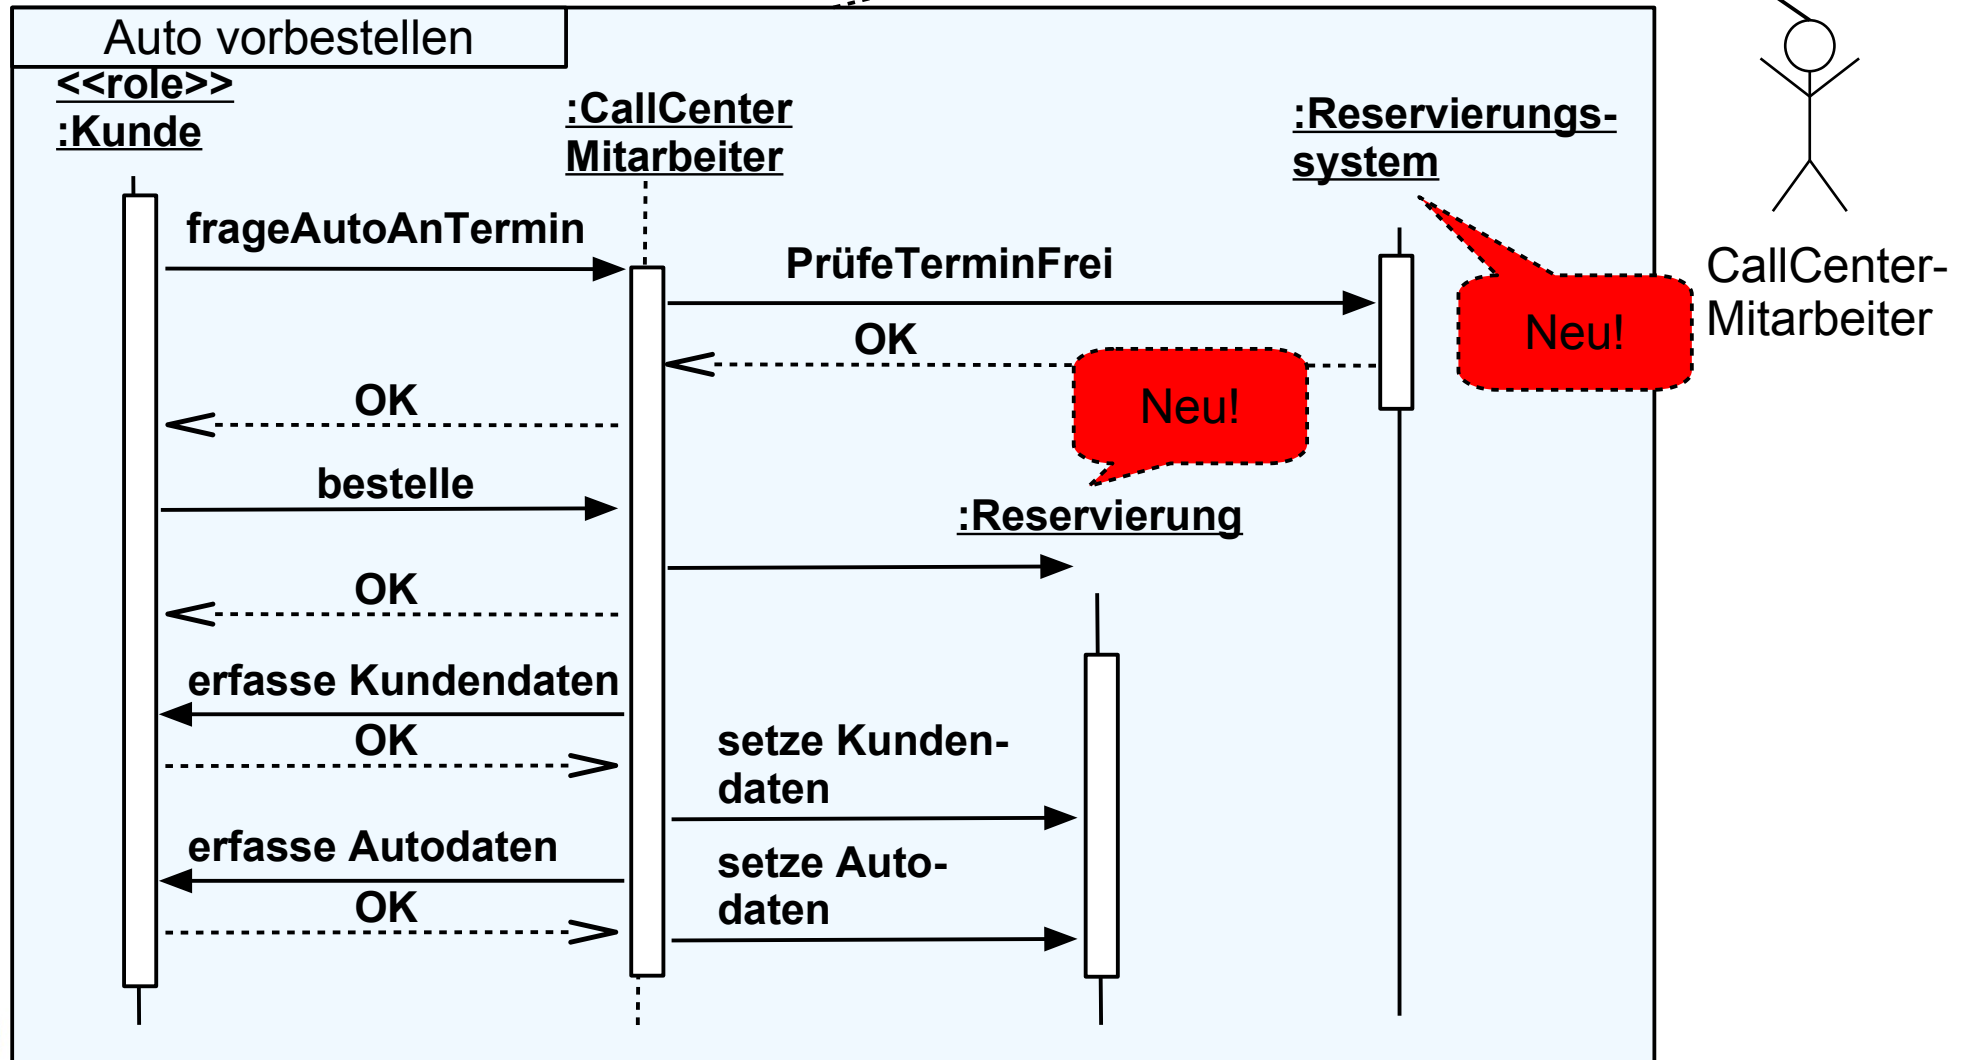 Auto vorbestellen
<<role>>
:Kunde
:CallCenter
Mitarbeiter
:Reservierungs-
system
frageAutoAnTermin
PrüfeTerminFrei
CallCenter-
Mitarbeiter
Neu!
OK
Neu!
OK
bestelle
:Reservierung
OK
erfasse Kundendaten
OK
setze Kunden-
daten
erfasse Autodaten
setze Auto-
daten
OK